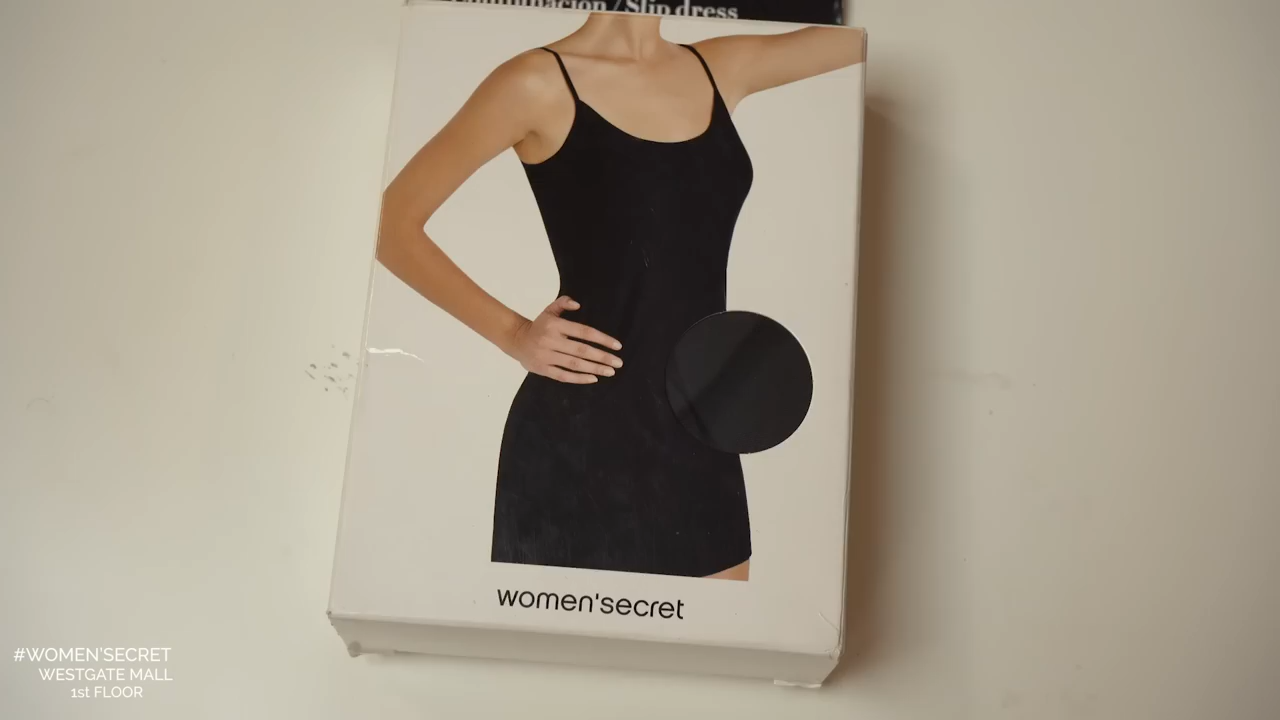 / Slip dress
women'secret
#WOMEN'SECRET
WESTGATE MALL
1st FLOOR